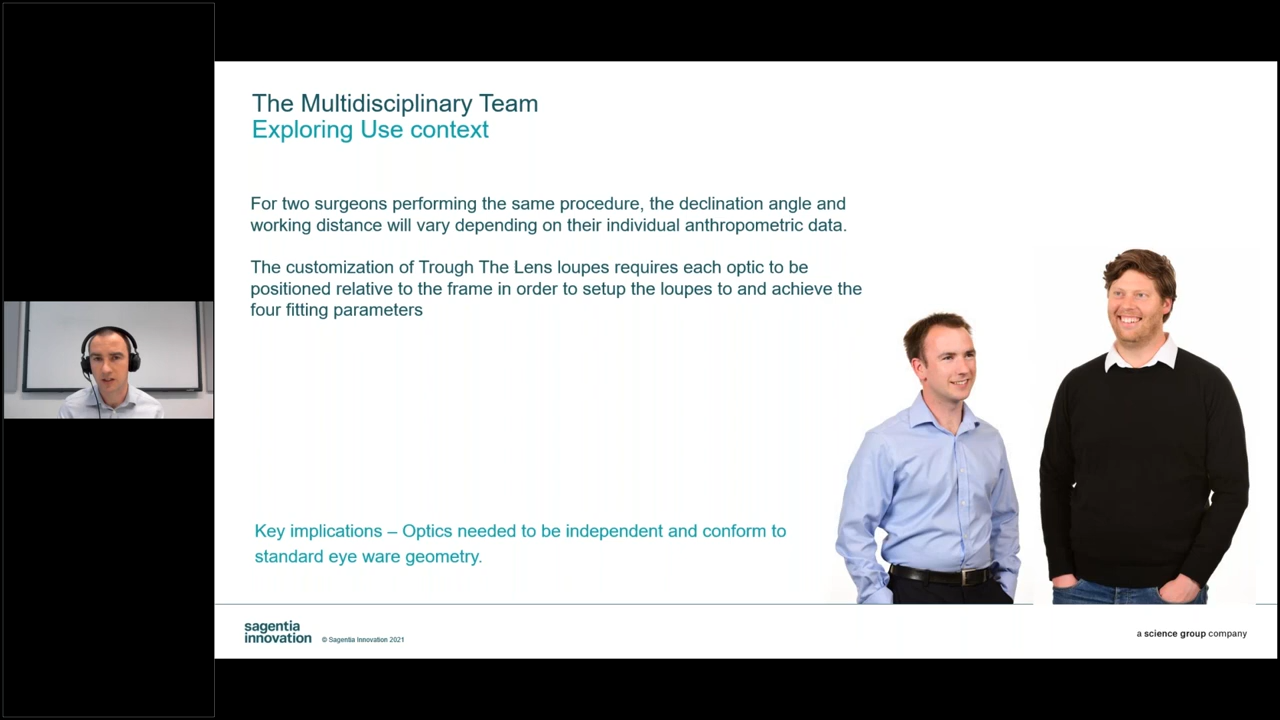 The Multidisciplinary Team
Exploring Use context
For two surgeons performing the same procedure, the declination angle and
working distance will vary depending on their individual anthropometric data.
The customization of Trough The Lens loupes requires each optic to be
positioned relative to the frame in order to setup the loupes to and achieve the
four fitting parameters
Key implications – Optics needed to be independent and conform to
standard eye ware geometry.
sagentia
innovation
© Sagentia Innovation 2021
a science group company